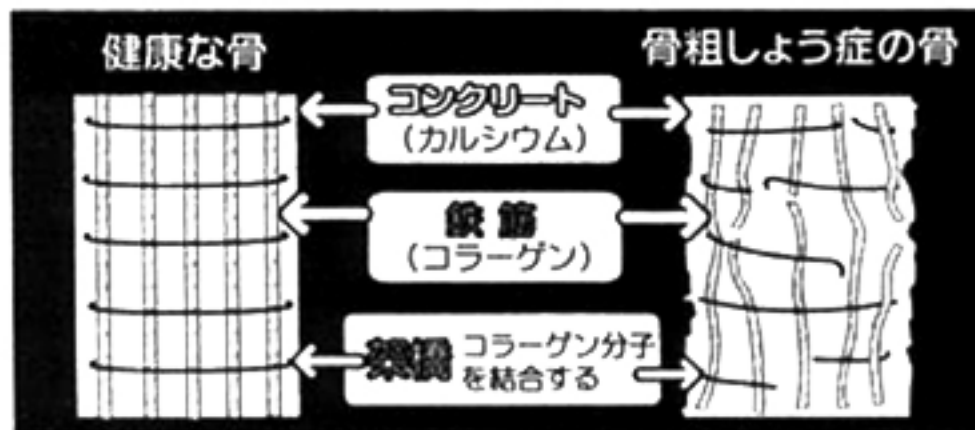 健康な骨
骨粗しょう症の骨
コンクリート
(カルシウム)
鉄筋
(コラーゲン)
架橋
コラーゲン分子
を結合する